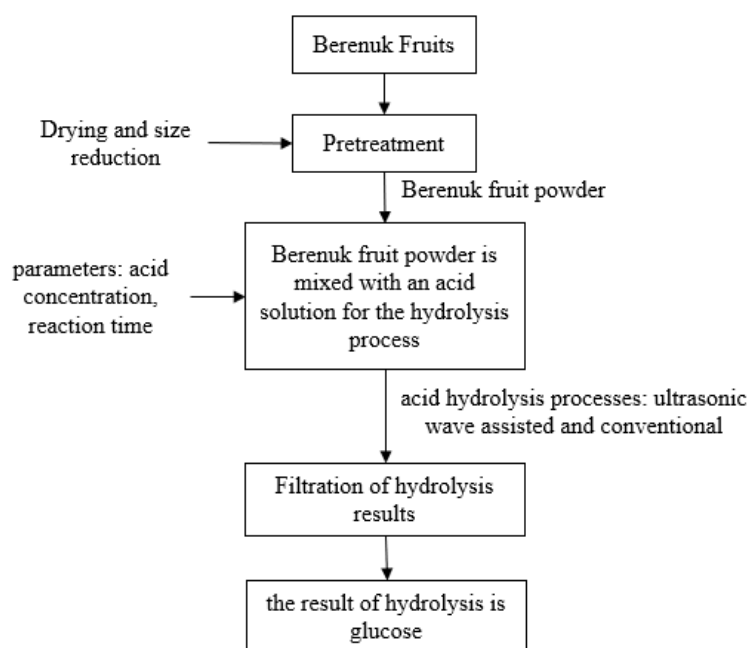 Berenuk Fruits
Drying and size
reduction
Pretreatment
Berenuk fruit powder
Berenuk fruit powder is
mixed with an acid
solution for the hydrolysis
process
parameters: acid
concentration,
reaction time
acid hydrolysis processes: ultrasonic
wave assisted and conventional
Filtration of hydrolysis
results
the result of hydrolysis is
glucose